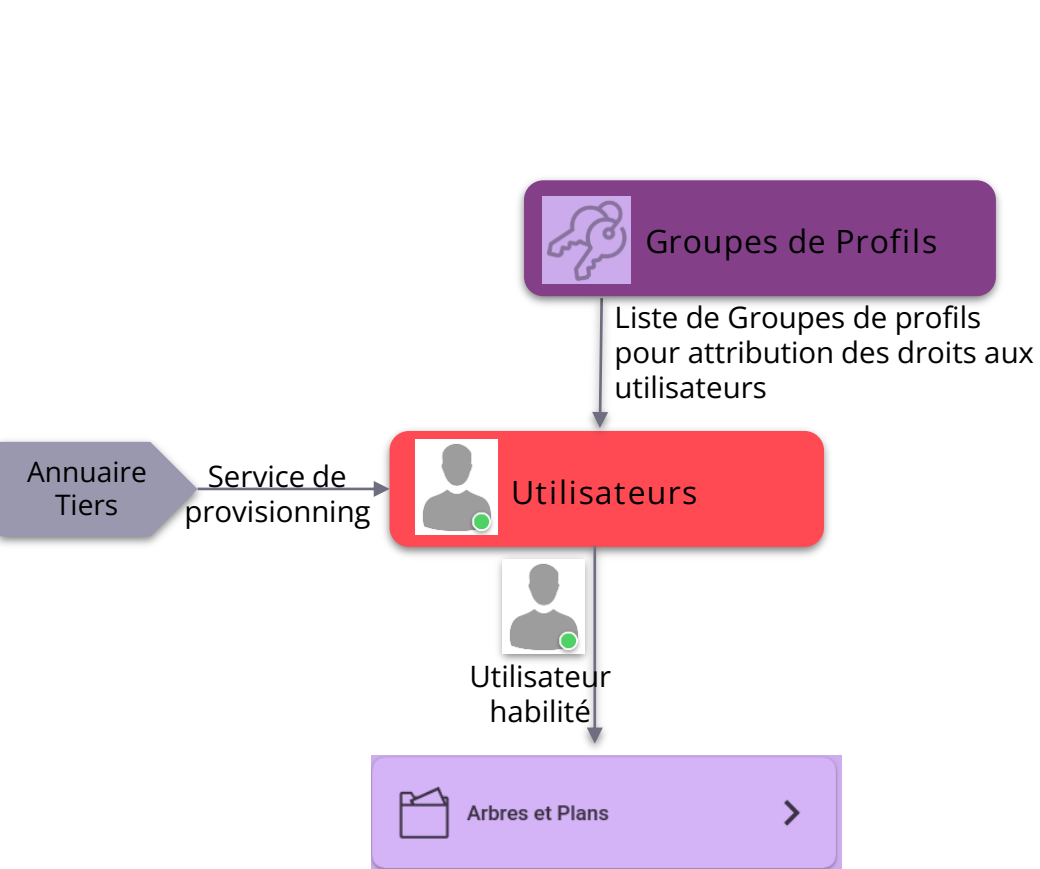 Groupes de Profils
Liste de Groupes de profils
pour attribution des droits aux
utilisateurs
Annuaire
Tiers
Service de
provisionning
Utilisateurs
Utilisateur
habilité
Arbres et Plans